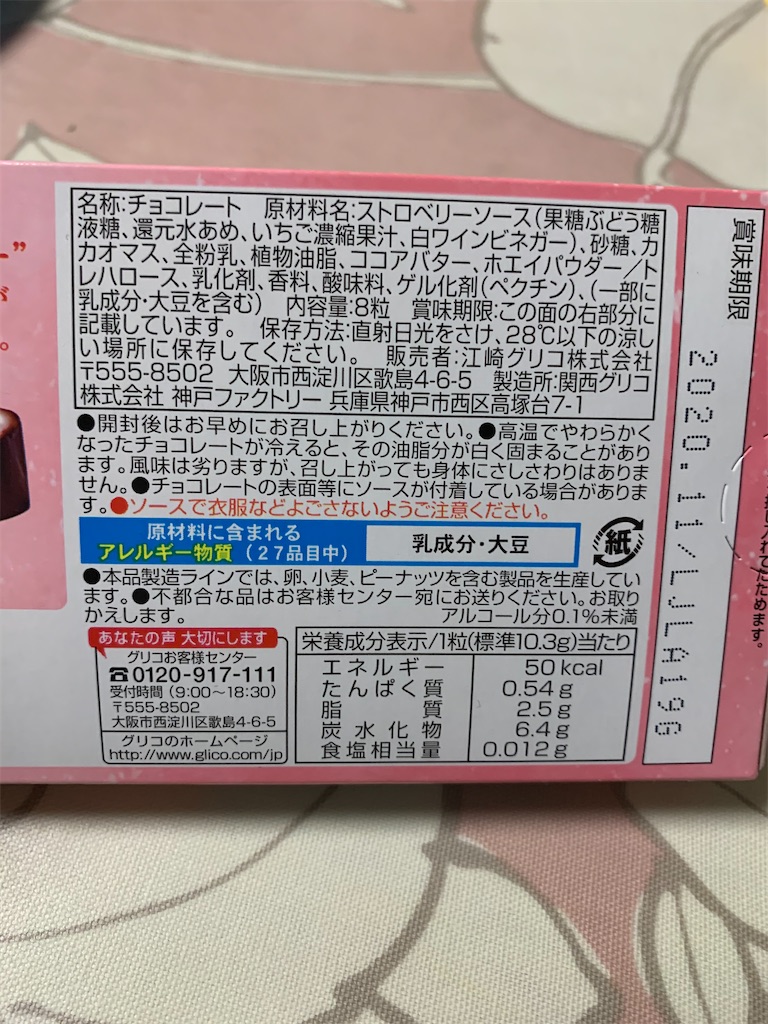 名称:チョコレート　原材料名:ストロベリーソース(果糖ぶどう糖
液糖、還元水あめ、いちご濃縮果汁、白ワインビネガー)、砂糖、カ
カオマス、全粉乳、植物油脂、ココアバター、ホエイパウダー／ト
レハロース、乳化剤、香料、酸味料、ゲル化剤(ペクチン)、(一部に
乳成分・大豆を含む)　内容量:8粒　賞味期限:この面の右部分に
記載しています。　保存方法:直射日光をさけ、28℃以下の涼し
い場所に保存してください。　販売者:江崎グリコ株式会社
〒555-8502 大阪市西淀川区歌島4-6-5　製造所:関西グリコ
株式会社 神戸ファクトリー 兵庫県神戸市西区高塚台7-1
●開封後はお早めにお召し上がりください。●高温でやわらかく
なったチョコレートが冷えると、その油脂分が白く固まることがあり
ます。風味は劣りますが、召し上がっても身体にさしさわりはありま
せん。●チョコレートの表面等にソースが付着している場合がありま
す。●ソースで衣服などよごさないようご注意ください。
原材料に含まれる
アレルギー物質(27品目中)
乳成分・大豆
紙
●本品製造ラインでは、卵、小麦、ピーナッツを含む製品を生産してい
ます。●不都合な品はお客様センター宛にお送りください。お取り
かえします。　アルコール分0.1%未満
あなたの声 大切にします
グリコお客様センター
0120-917-111
受付時間(9:00〜18:30)
〒555-8502
大阪市西淀川区歌島4-6-5
グリコのホームページ
http://www.glico.com/jp
栄養成分表示/1粒(標準10.3g)当たり
エネルギー 50kcal
たんぱく質 0.54g
脂質 2.5g
炭水化物 6.4g
食塩相当量 0.012g
賞味期限
2020.11/LJLA19G
てたためます。